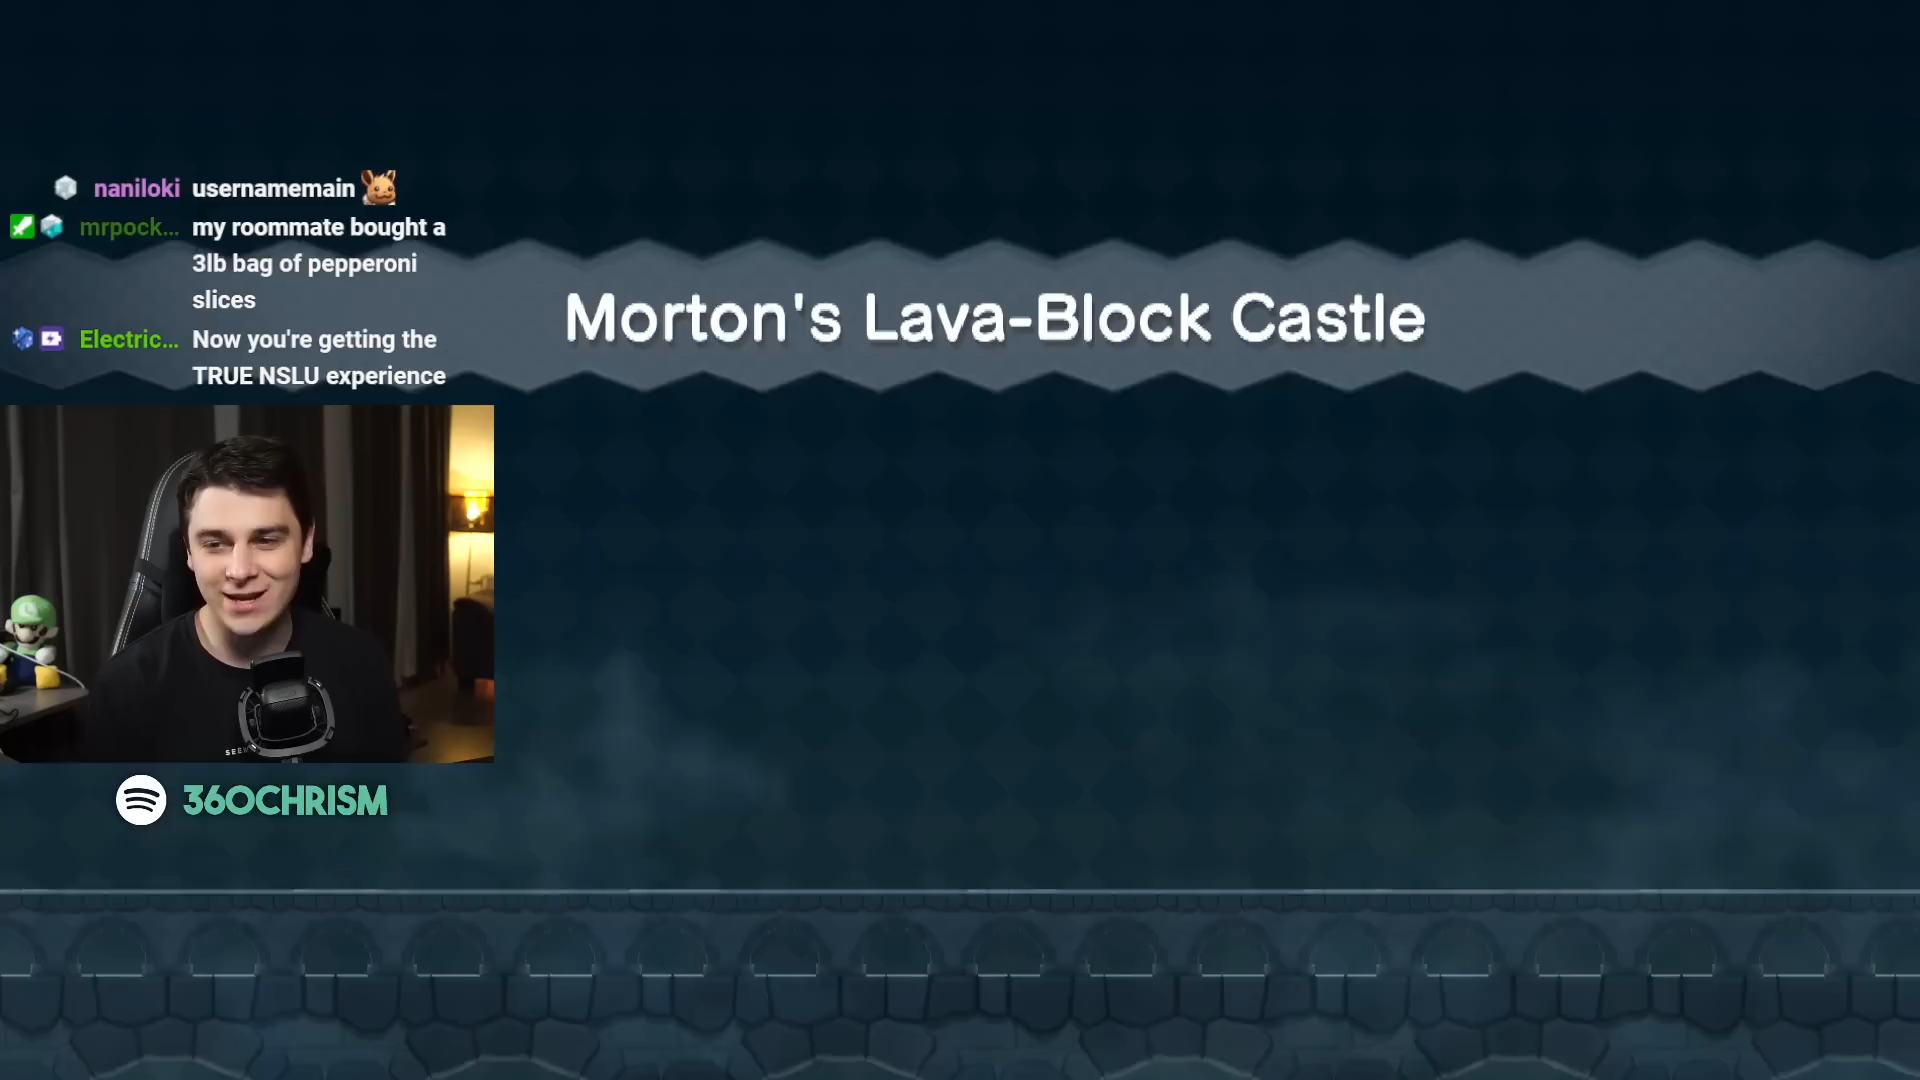 naniloki usernamemain
mrpock... my roommate bought a
3lb bag of pepperoni
slices
Electric... Now you're getting the
TRUE NSLU experience
Morton's Lava-Block Castle
360CHRISM